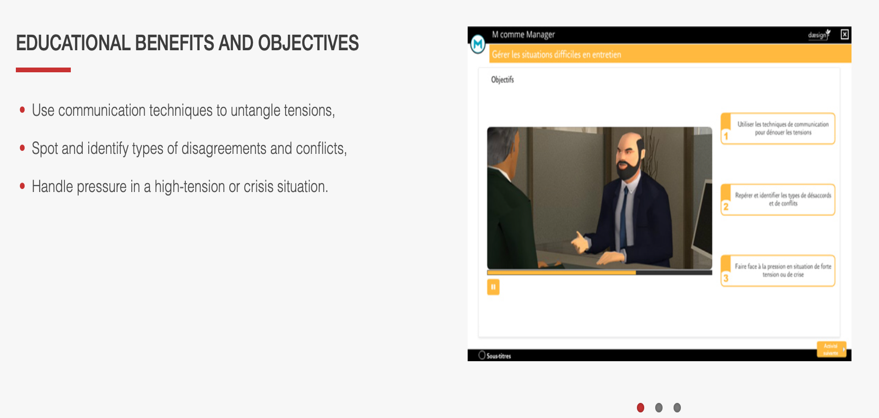 EDUCATIONAL BENEFITS AND OBJECTIVES
Use communication techniques to untangle tensions,
Spot and identify types of disagreements and conflicts,
Handle pressure in a high-tension or crisis situation.
M comme Manager
dæsign
X
M
Gérer les situations difficiles en entretien
Objectifs
Utiliser les techniques de communication
pour dénouer les tensions
1
Repérer et identifier les types de désaccords
et de conflits
2
Faire face à la pression en situation de forte
tension ou de crise
3
Sous-titres